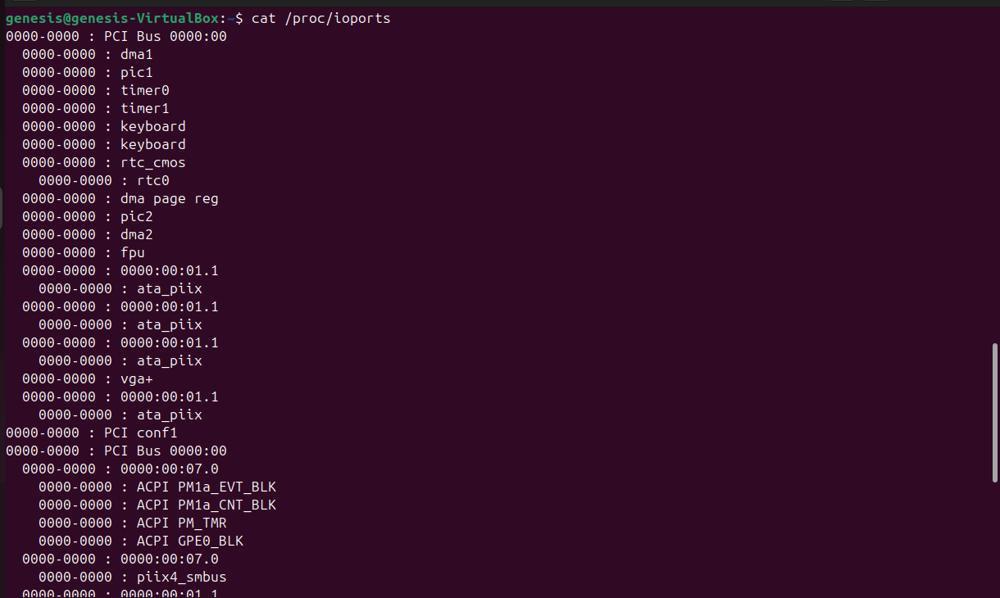 genesis@genesis-VirtualBox:~$ cat /proc/ioports
0000-0000 : PCI Bus 0000:00
  0000-0000 : dma1
  0000-0000 : pic1
  0000-0000 : timer0
  0000-0000 : timer1
  0000-0000 : keyboard
  0000-0000 : keyboard
  0000-0000 : rtc_cmos
    0000-0000 : rtc0
  0000-0000 : dma page reg
  0000-0000 : pic2
  0000-0000 : dma2
  0000-0000 : fpu
  0000-0000 : 0000:00:01.1
    0000-0000 : ata_piix
  0000-0000 : 0000:00:01.1
    0000-0000 : ata_piix
  0000-0000 : 0000:00:01.1
    0000-0000 : ata_piix
  0000-0000 : vga+
  0000-0000 : 0000:00:01.1
    0000-0000 : ata_piix
0000-0000 : PCI conf1
0000-0000 : PCI Bus 0000:00
  0000-0000 : 0000:00:07.0
    0000-0000 : ACPI PM1a_EVT_BLK
    0000-0000 : ACPI PM1a_CNT_BLK
    0000-0000 : ACPI PM_TMR
    0000-0000 : ACPI GPE0_BLK
  0000-0000 : 0000:00:07.0
    0000-0000 : piix4_smbus
  0000-0000 : 0000:00:01.1